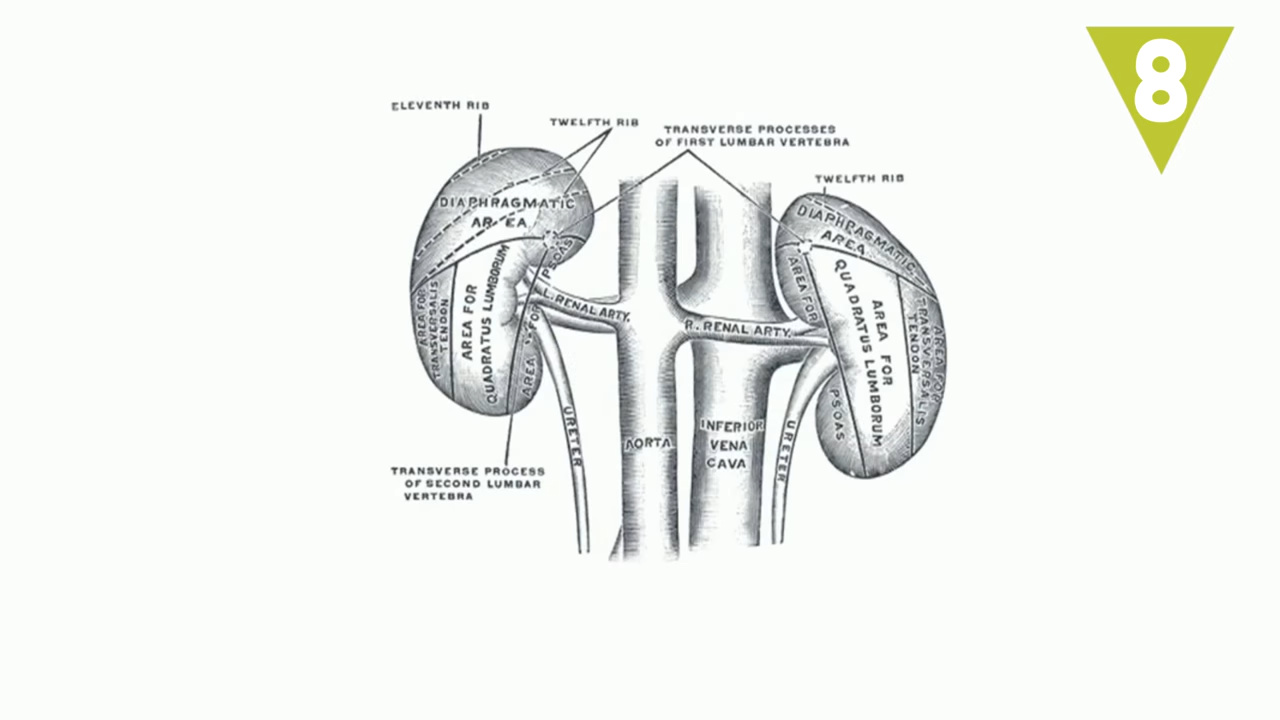 8
ELEVENTH RIB
TWELFTH RIB
TRANSVERSE PROCESSES
OF FIRST LUMBAR VERTEBRA
TWELFTH RIB
DIAPHRAGMATIC
AREA
PSOAS
AREA FOR
TRANSVERSALIS
TENDON
AREA FOR
QUADRATUS LUMBORUM
AREA FOR
L. RENAL ARTY.
R. RENAL ARTY.
DIAPHRAGMATIC
AREA
AREA FOR
PSOAS
QUADRATUS LUMBORUM
AREA FOR
TENDON
TRANSVERSALIS
AREA FOR
URETER
AORTA
INFERIOR
VENA
CAVA
URETER
TRANSVERSE PROCESS
OF SECOND LUMBAR
VERTEBRA